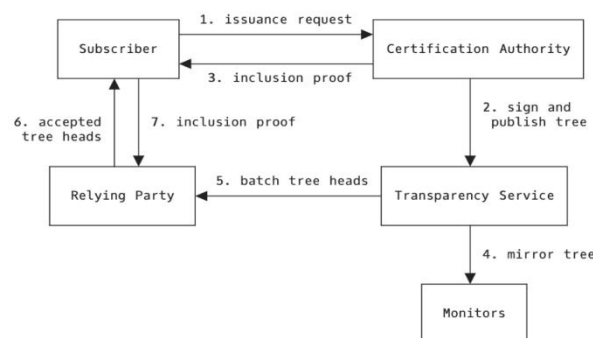 1. issuance request
Subscriber
Certification Authority
3. inclusion proof
2. sign and
publish tree
6. accepted
tree heads
7. inclusion proof
5. batch tree heads
Relying Party
Transparency Service
4. mirror tree
Monitors